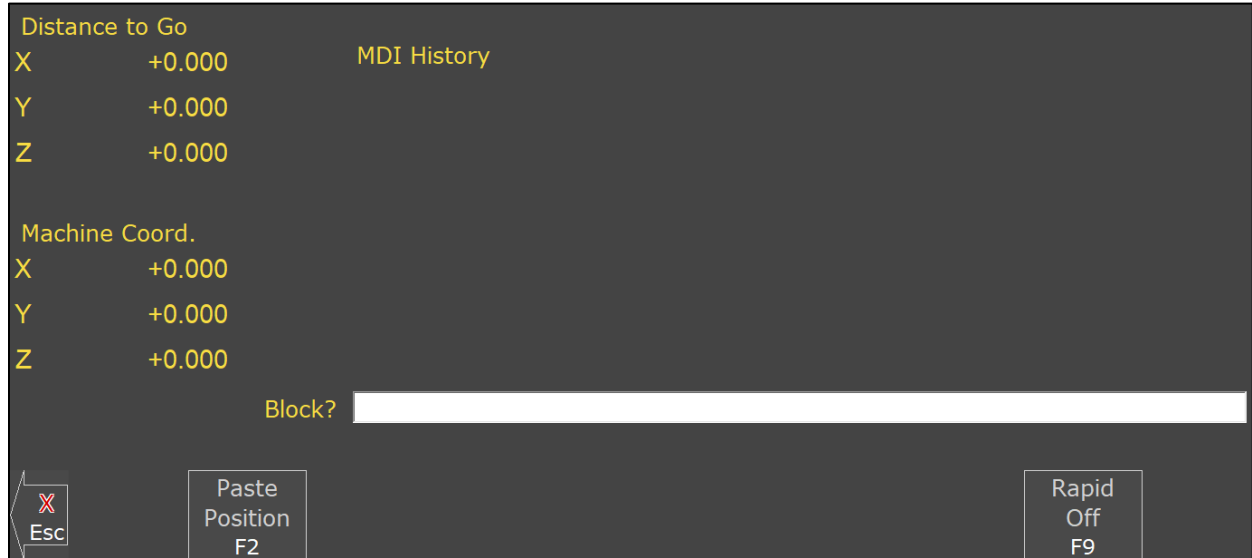 Distance to Go
X +0.000
MDI History
Y +0.000
Z +0.000
Machine Coord.
X +0.000
Y +0.000
Z +0.000
Block?
X
Esc
Paste
Position
F2
Rapid
Off
F9